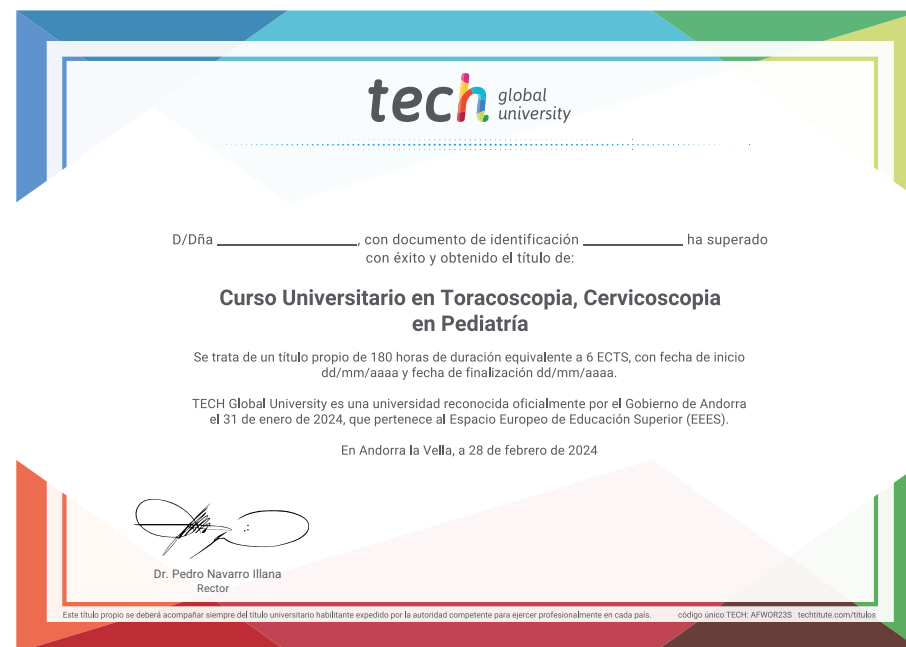 tech global university
D/Dña ____________________, con documento de identificación ______________ ha superado
con éxito y obtenido el título de:
Curso Universitario en Toracoscopia, Cervicoscopia
en Pediatría
Se trata de un título propio de 180 horas de duración equivalente a 6 ECTS, con fecha de inicio
dd/mm/aaaa y fecha de finalización dd/mm/aaaa.
TECH Global University es una universidad reconocida oficialmente por el Gobierno de Andorra
el 31 de enero de 2024, que pertenece al Espacio Europeo de Educación Superior (EEES).
En Andorra la Vella, a 28 de febrero de 2024
Dr. Pedro Navarro Illana
Rector
Este título propio se deberá acompañar siempre del título universitario habilitante expedido por la autoridad competente para ejercer profesionalmente en cada país. código único TECH: AFWOR23S techtitute.com/titulos